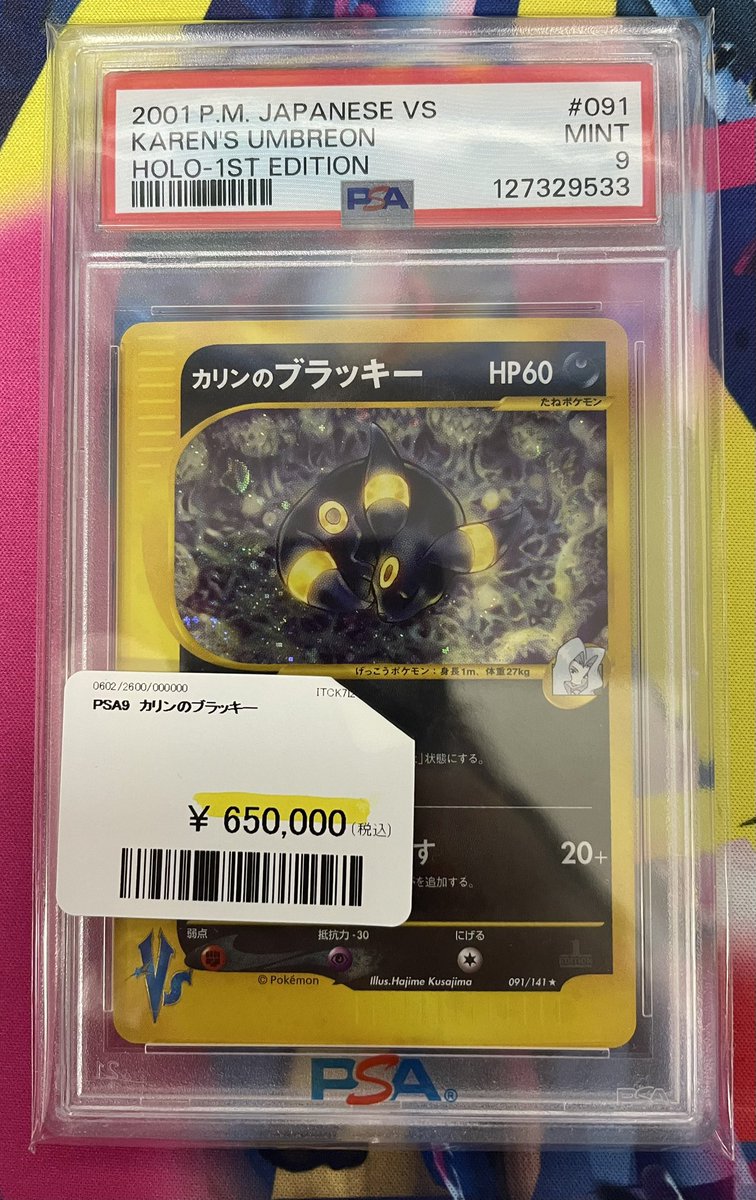 2001 P.M. JAPANESE VS #091
KAREN'S UMBREON MINT
HOLO-1ST EDITION 9
PSA 127329533
カリンのブラッキー HP60
たねポケモン
げっこうポケモン：身長1m、体重27kg
0602/2600/000000
PSA9 カリンのブラッキー
¥ 650,000(税込)
」状態にする。
す 20+
を追加する。
弱点 抵抗力-30 にげる
Vs
©Pokémon Illus.Hajime Kusajima 091/141★
PSA®
PSA